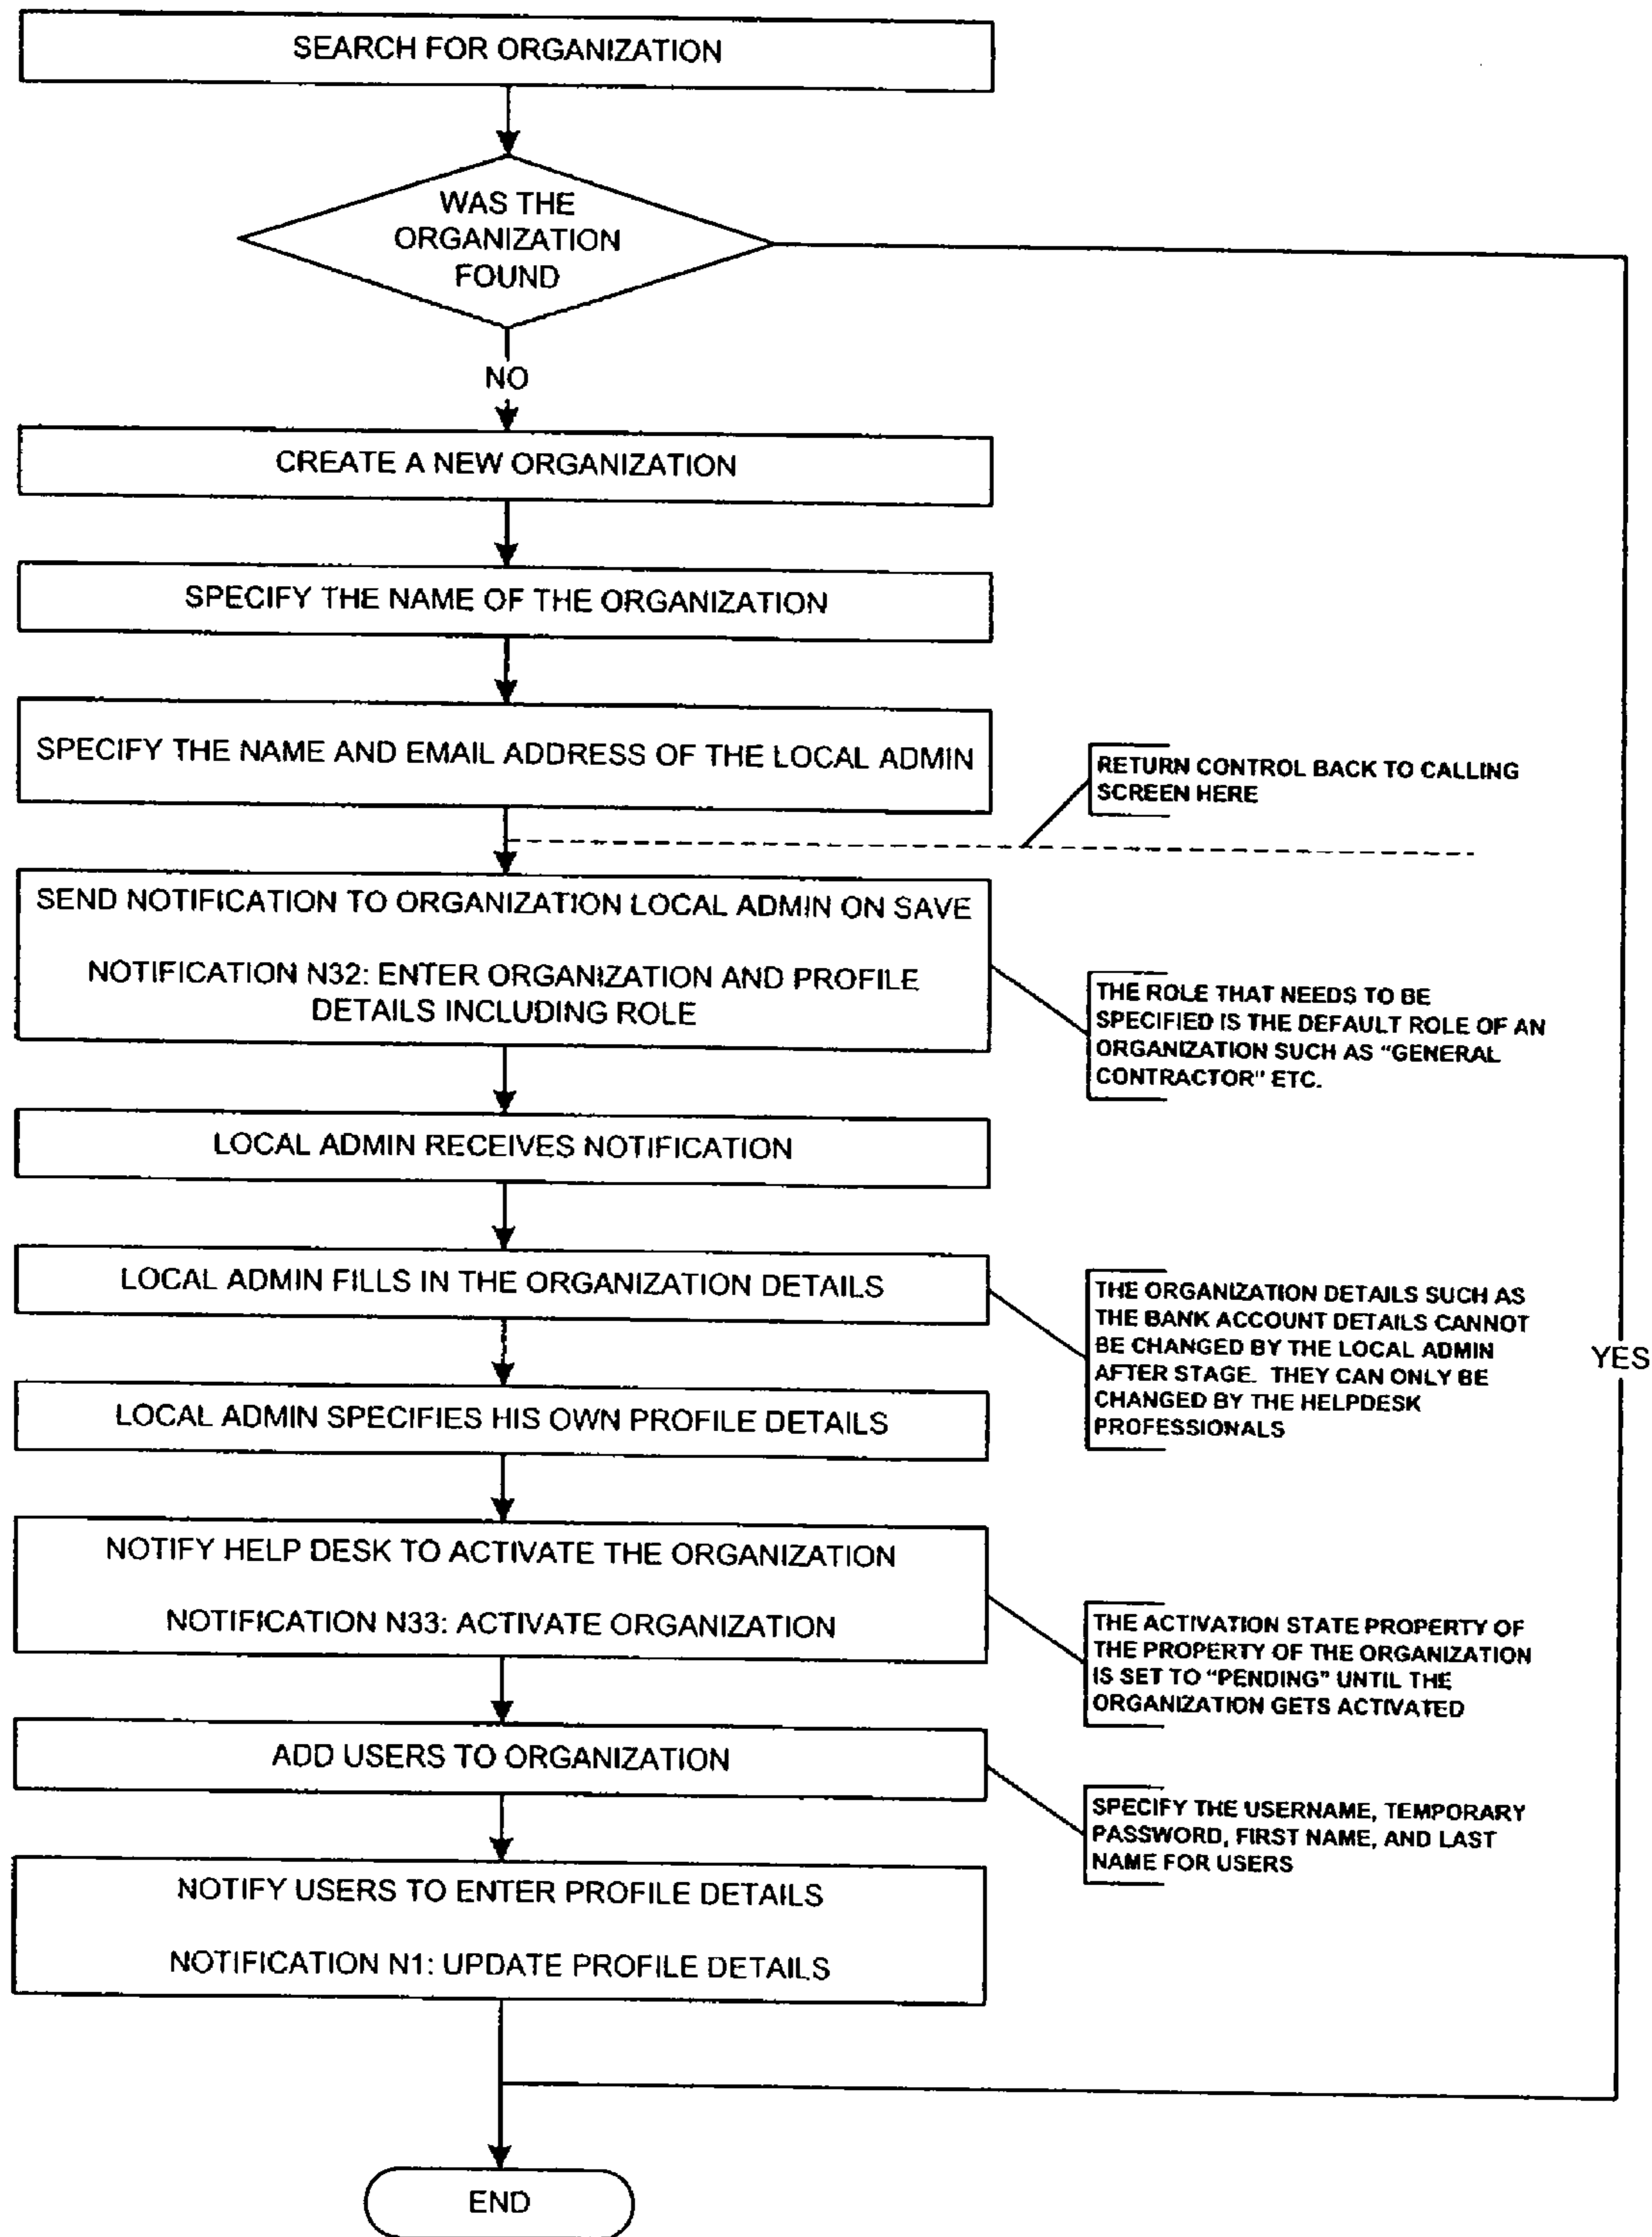 SEARCH FOR ORGANIZATION
WAS THE
ORGANIZATION
FOUND
NO
CREATE A NEW ORGANIZATION
SPECIFY THE NAME OF THE ORGANIZATION
SPECIFY THE NAME AND EMAIL ADDRESS OF THE LOCAL ADMIN
RETURN CONTROL BACK TO CALLING
SCREEN HERE
SEND NOTIFICATION TO ORGANIZATION LOCAL ADMIN ON SAVE
NOTIFICATION N32: ENTER ORGANIZATION AND PROFILE
DETAILS INCLUDING ROLE
THE ROLE THAT NEEDS TO BE
SPECIFIED IS THE DEFAULT ROLE OF AN
ORGANIZATION SUCH AS "GENERAL
CONTRACTOR" ETC.
LOCAL ADMIN RECEIVES NOTIFICATION
LOCAL ADMIN FILLS IN THE ORGANIZATION DETAILS
THE ORGANIZATION DETAILS SUCH AS
THE BANK ACCOUNT DETAILS CANNOT
BE CHANGED BY THE LOCAL ADMIN
AFTER STAGE. THEY CAN ONLY BE
CHANGED BY THE HELPDESK
PROFESSIONALS
YES
LOCAL ADMIN SPECIFIES HIS OWN PROFILE DETAILS
NOTIFY HELP DESK TO ACTIVATE THE ORGANIZATION
NOTIFICATION N33: ACTIVATE ORGANIZATION
THE ACTIVATION STATE PROPERTY OF
THE PROPERTY OF THE ORGANIZATION
IS SET TO "PENDING" UNTIL THE
ORGANIZATION GETS ACTIVATED
ADD USERS TO ORGANIZATION
SPECIFY THE USERNAME, TEMPORARY
PASSWORD, FIRST NAME, AND LAST
NAME FOR USERS
NOTIFY USERS TO ENTER PROFILE DETAILS
NOTIFICATION N1: UPDATE PROFILE DETAILS
END